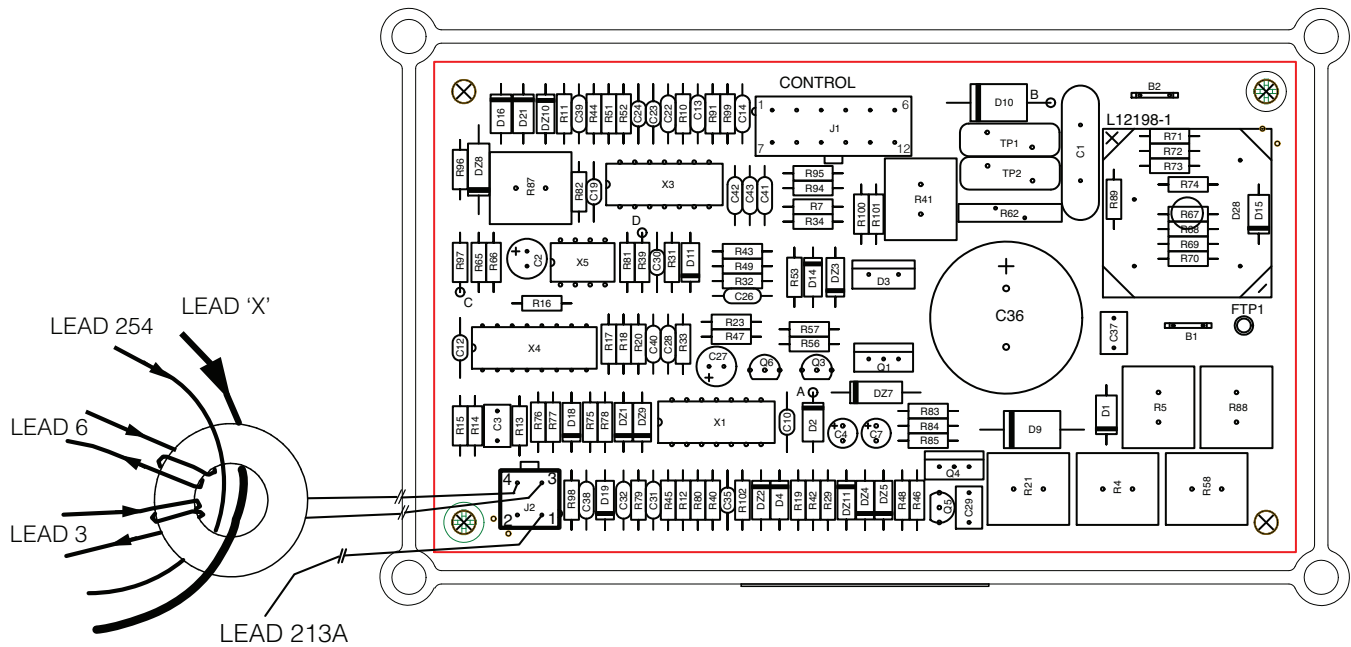 CONTROL
D16 D21 DZ10 R11 C39 R44 R51 R52 C24 C23 C22 R10 C13 R91 R99 C14
1 6
J1
7 12
D10 B
B2
L12198-1
TP1
TP2
C1
R71
R72
R73
R74
R89
R67
R68
R69
R70
D28 D15
R96 DZ8 R87 R82 C19 X3 C42 C43 C41
R95
R94
R7
R34
R100 R101 R41
R62
D
R97 R65 R66 C2 X5 R81 R39 C30 R31 D11
R43
R49
R32
C26
R53 D14 DZ3
D3
C36
C
R16
FTP1
B1
C37
LEAD 'X'
LEAD 254
C12 X4 R17 R18 R20 C40 C28 R33
R23
R47
R57
R56
C27 Q6 Q3 Q1
A
DZ7
LEAD 6
R15 R14 C3 R13 R76 R77 D18 R75 R78 DZ1 DZ9 X1 C10 D2 C4 C7
R83
R84
R85
D9 D1 R5 R88
Q4
4 3
J2
2 1
R98 C38 D19 C32 R79 C31 R45 R12 R80 R40 C35 R102 DZ2 D4 R19 R42 R29 DZ11 DZ4 DZ5 R48 R46 Q5 C29 R21 R4 R58
LEAD 3
LEAD 213A